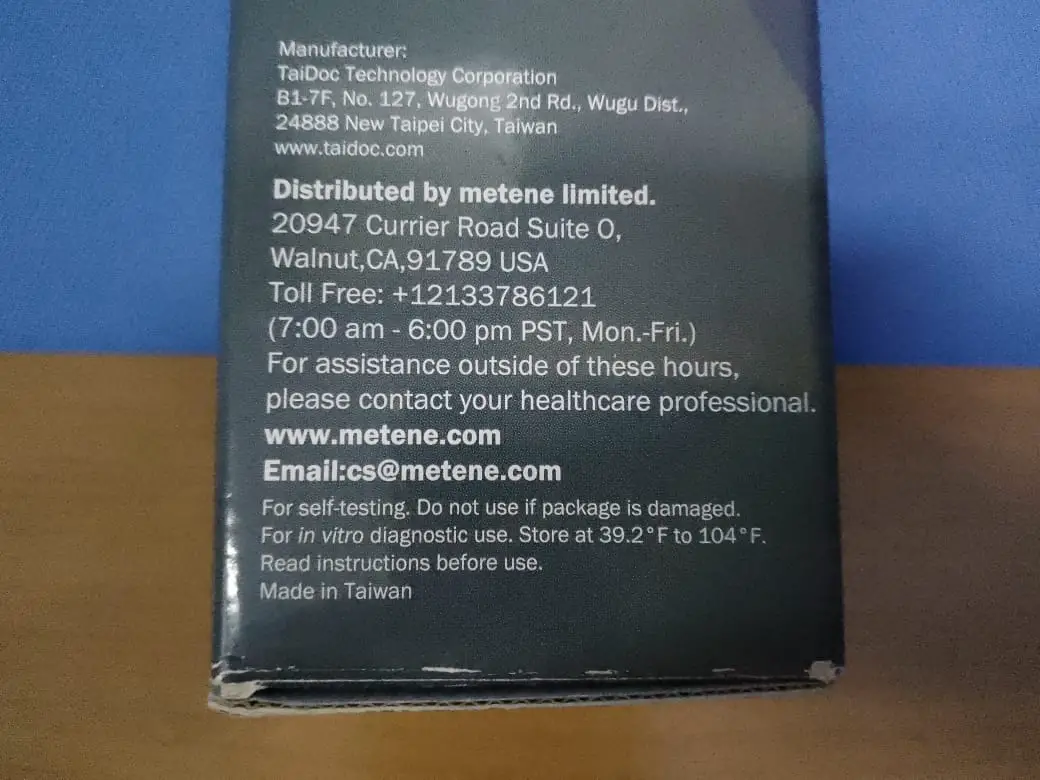 Manufacturer:
TaiDoc Technology Corporation
B1-7F, No. 127, Wugong 2nd Rd., Wugu Dist.,
24888 New Taipei City, Taiwan
www.taidoc.com
Distributed by metene limited.
20947 Currier Road Suite O,
Walnut,CA,91789 USA
Toll Free: +12133786121
(7:00 am - 6:00 pm PST, Mon.-Fri.)
For assistance outside of these hours,
please contact your healthcare professional.
www.metene.com
Email:cs@metene.com
For self-testing. Do not use if package is damaged.
For in vitro diagnostic use. Store at 39.2°F to 104°F.
Read instructions before use.
Made in Taiwan